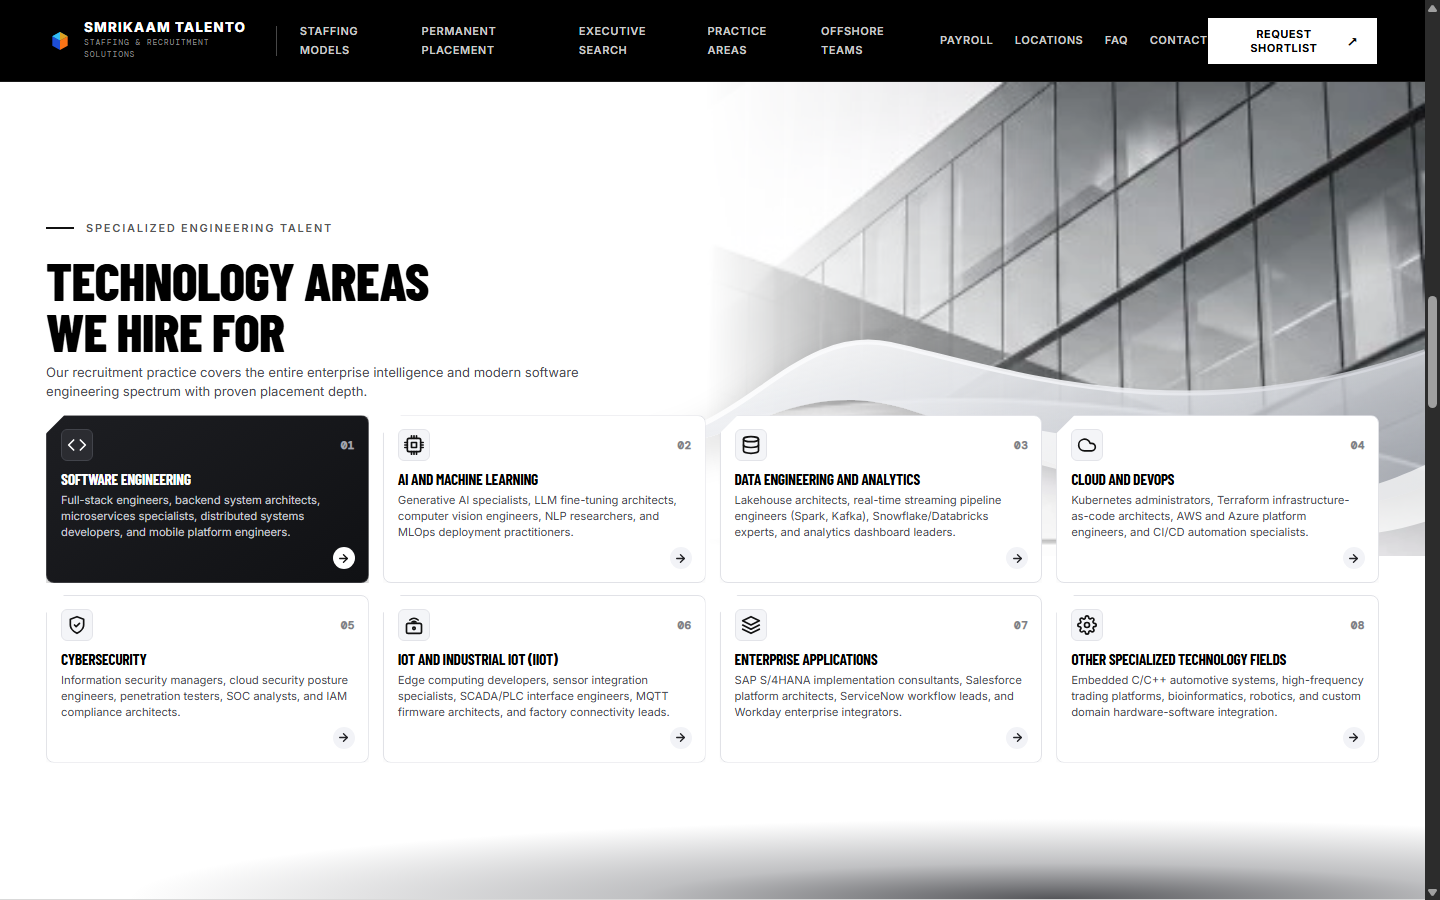 SMRIKAAM TALENTO
STAFFING & RECRUITMENT
SOLUTIONS
STAFFING
MODELS
PERMANENT
PLACEMENT
EXECUTIVE
SEARCH
PRACTICE
AREAS
OFFSHORE
TEAMS
PAYROLL
LOCATIONS
FAQ
CONTACT
REQUEST
SHORTLIST
SPECIALIZED ENGINEERING TALENT
TECHNOLOGY AREAS
WE HIRE FOR
Our recruitment practice covers the entire enterprise intelligence and modern software
engineering spectrum with proven placement depth.
01
SOFTWARE ENGINEERING
Full-stack engineers, backend system architects,
microservices specialists, distributed systems
developers, and mobile platform engineers.
02
AI AND MACHINE LEARNING
Generative AI specialists, LLM fine-tuning architects,
computer vision engineers, NLP researchers, and
MLOps deployment practitioners.
03
DATA ENGINEERING AND ANALYTICS
Lakehouse architects, real-time streaming pipeline
engineers (Spark, Kafka), Snowflake/Databricks
experts, and analytics dashboard leaders.
04
CLOUD AND DEVOPS
Kubernetes administrators, Terraform infrastructure-
as-code architects, AWS and Azure platform
engineers, and CI/CD automation specialists.
05
CYBERSECURITY
Information security managers, cloud security posture
engineers, penetration testers, SOC analysts, and IAM
compliance architects.
06
IOT AND INDUSTRIAL IOT (IIOT)
Edge computing developers, sensor integration
specialists, SCADA/PLC interface engineers, MQTT
firmware architects, and factory connectivity leads.
07
ENTERPRISE APPLICATIONS
SAP S/4HANA implementation consultants, Salesforce
platform architects, ServiceNow workflow leads, and
Workday enterprise integrators.
08
OTHER SPECIALIZED TECHNOLOGY FIELDS
Embedded C/C++ automotive systems, high-frequency
trading platforms, bioinformatics, robotics, and custom
domain hardware-software integration.